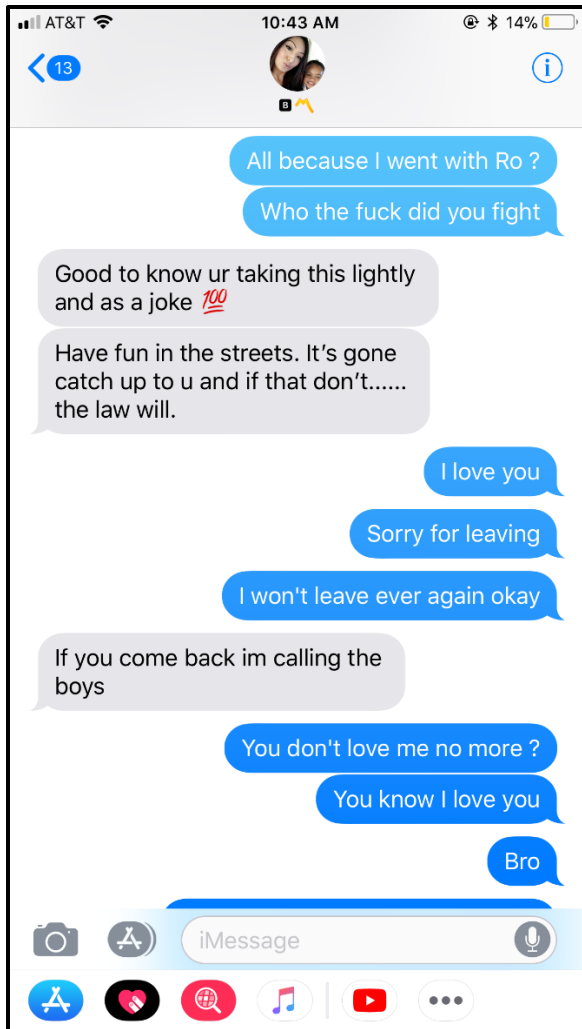 AT&T 10:43 AM 14%
13
B
All because I went with Ro ?
Who the fuck did you fight
Good to know ur taking this lightly
and as a joke 💯
Have fun in the streets. It’s gone
catch up to u and if that don’t......
the law will.
I love you
Sorry for leaving
I won't leave ever again okay
If you come back im calling the
boys
You don't love me no more ?
You know I love you
Bro
iMessage